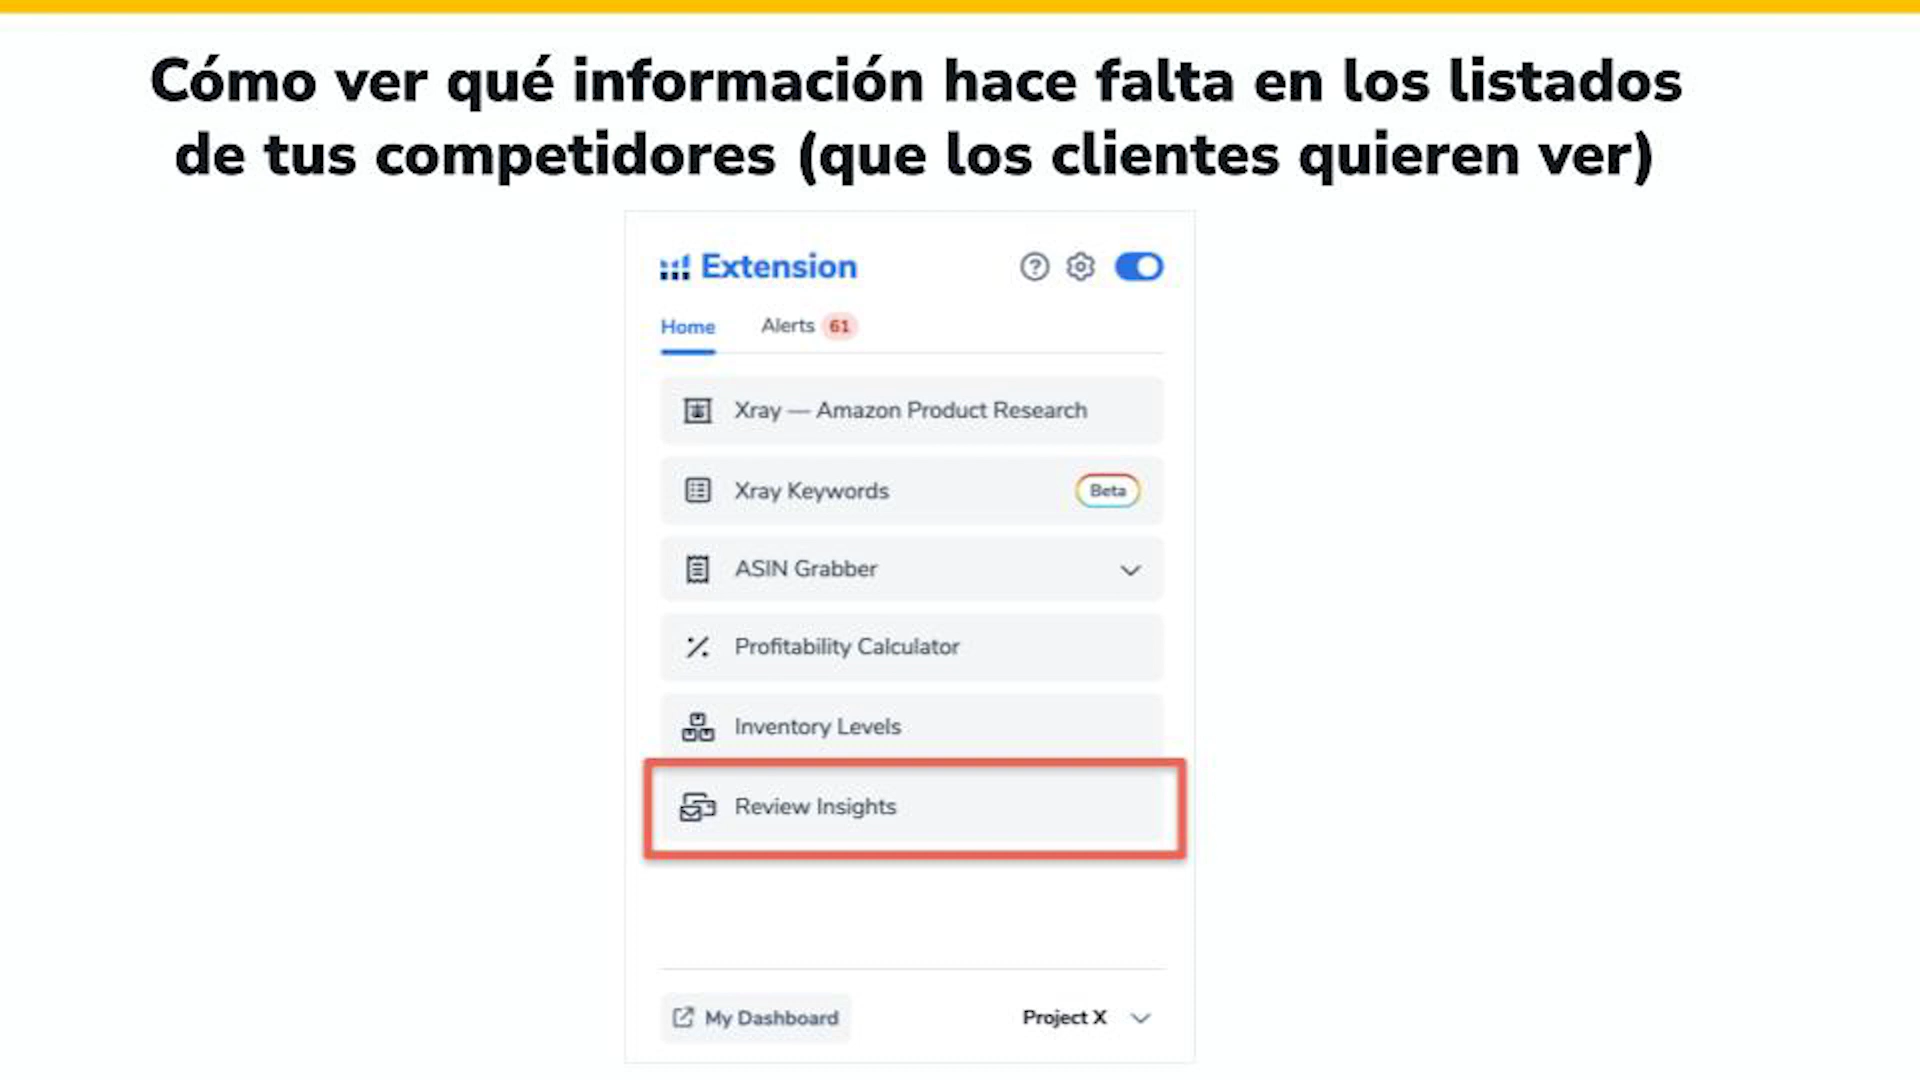 Cómo ver qué información hace falta en los listados
de tus competidores (que los clientes quieren ver)
Extension
Home Alerts 61
Xray — Amazon Product Research
Xray Keywords Beta
ASIN Grabber
Profitability Calculator
Inventory Levels
Review Insights
My Dashboard Project X